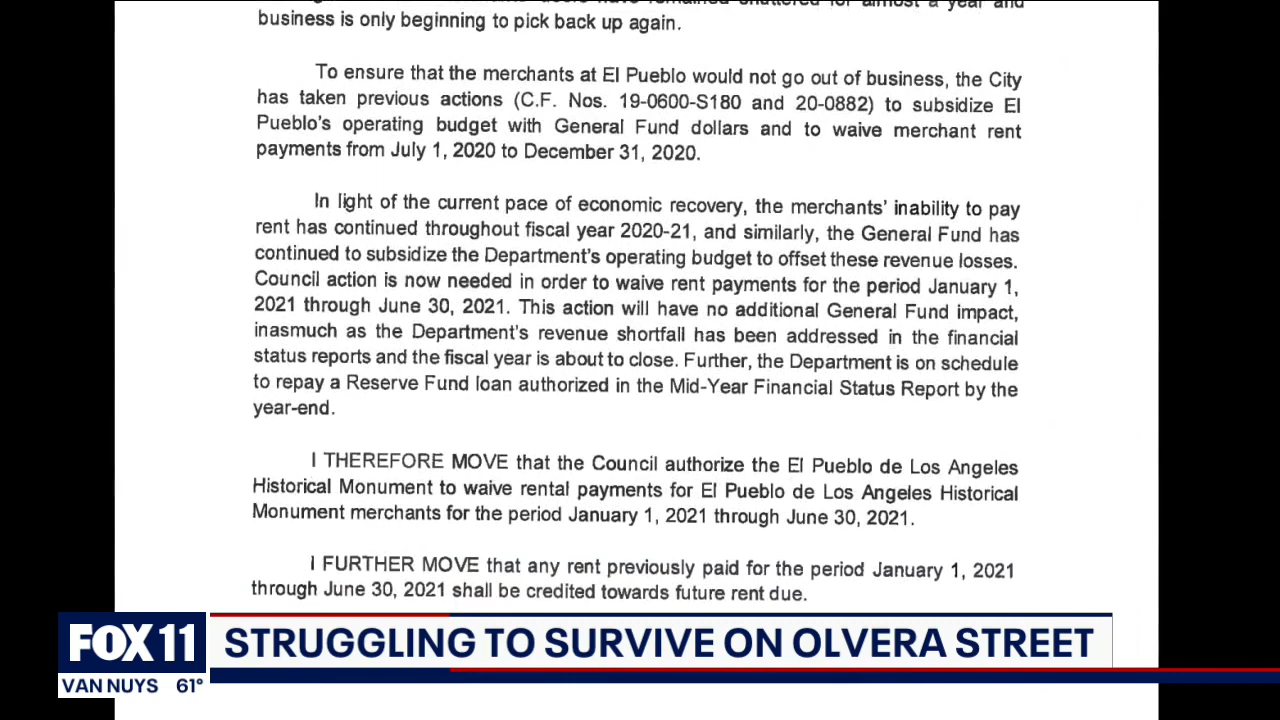 business is only beginning to pick back up again.
To ensure that the merchants at El Pueblo would not go out of business, the City
has taken previous actions (C.F. Nos. 19-0600-S180 and 20-0882) to subsidize El
Pueblo's operating budget with General Fund dollars and to waive merchant rent
payments from July 1, 2020 to December 31, 2020.
In light of the current pace of economic recovery, the merchants' inability to pay
rent has continued throughout fiscal year 2020-21, and similarly, the General Fund has
continued to subsidize the Department's operating budget to offset these revenue losses.
Council action is now needed in order to waive rent payments for the period January 1,
2021 through June 30, 2021. This action will have no additional General Fund impact,
inasmuch as the Department's revenue shortfall has been addressed in the financial
status reports and the fiscal year is about to close. Further, the Department is on schedule
to repay a Reserve Fund loan authorized in the Mid-Year Financial Status Report by the
year-end.
I THEREFORE MOVE that the Council authorize the El Pueblo de Los Angeles
Historical Monument to waive rental payments for El Pueblo de Los Angeles Historical
Monument merchants for the period January 1, 2021 through June 30, 2021.
I FURTHER MOVE that any rent previously paid for the period January 1, 2021
through June 30, 2021 shall be credited towards future rent due.
FOX 11
STRUGGLING TO SURVIVE ON OLVERA STREET
VAN NUYS 61°